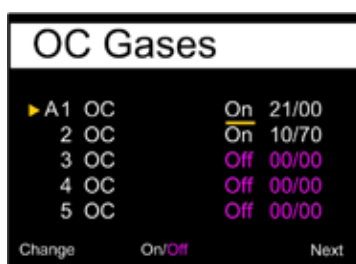 OC Gases
A1 OC On 21/00
2 OC On 10/70
3 OC Off 00/00
4 OC Off 00/00
5 OC Off 00/00
Change On/Off Next